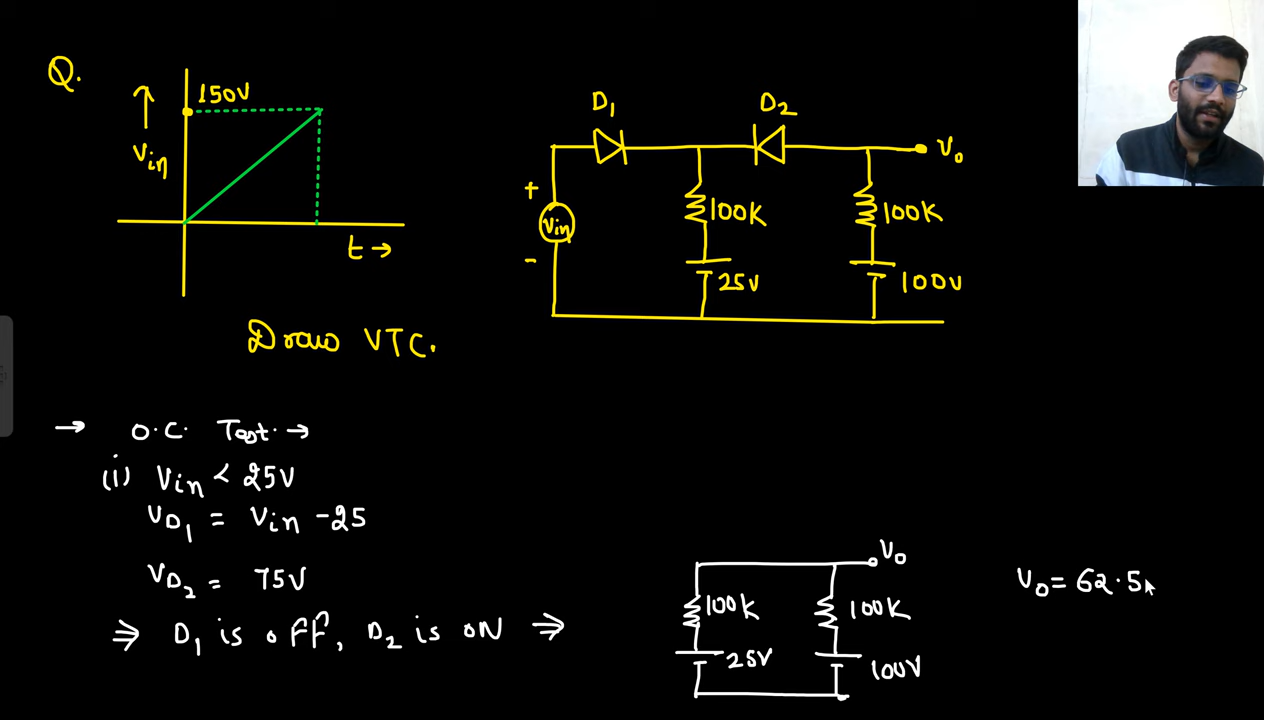 Q.
150V
Vin
t →
Draw VTC.
D1
D2
Vo
+
Vin
-
100K
25V
100K
100V
→ O.C. Test →
(i) Vin < 25V
VD1 = Vin - 25
VD2 = 75V
⇒ D1 is OFF, D2 is ON ⇒
Vo
100K
100K
25V
100V
Vo = 62.5